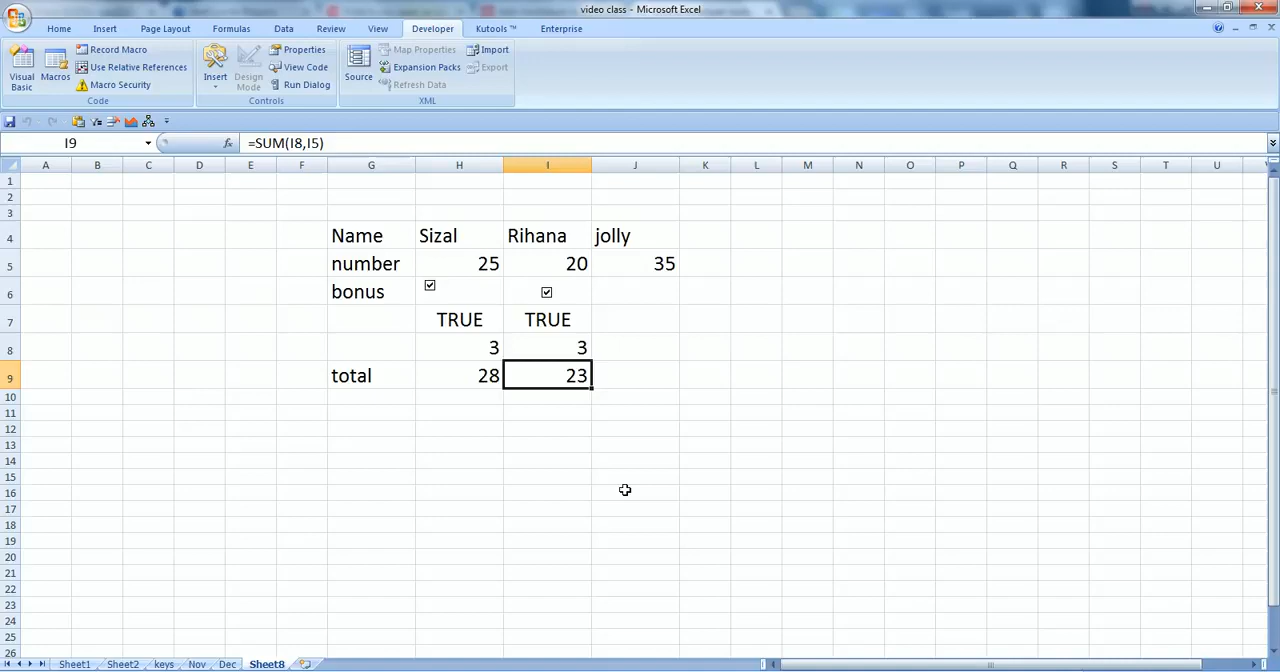 video class - Microsoft Excel
Home Insert Page Layout Formulas Data Review View Developer Kutools ™ Enterprise
Visual Basic
Macros
Record Macro
Use Relative References
Macro Security
Code
Insert
Design Mode
Properties
View Code
Run Dialog
Controls
Source
Map Properties
Expansion Packs
Refresh Data
Import
Export
XML
I9 fx =SUM(I8,I5)
A B C D E F G H I J K L M N O P Q R S T U
1
2
3
4 Name Sizal Rihana jolly
5 number 25 20 35
6 bonus
7 TRUE TRUE
8 3 3
9 total 28 23
10
11
12
13
14
15
16
17
18
19
20
21
22
23
24
25
26
Sheet1 Sheet2 keys Nov Dec Sheet8